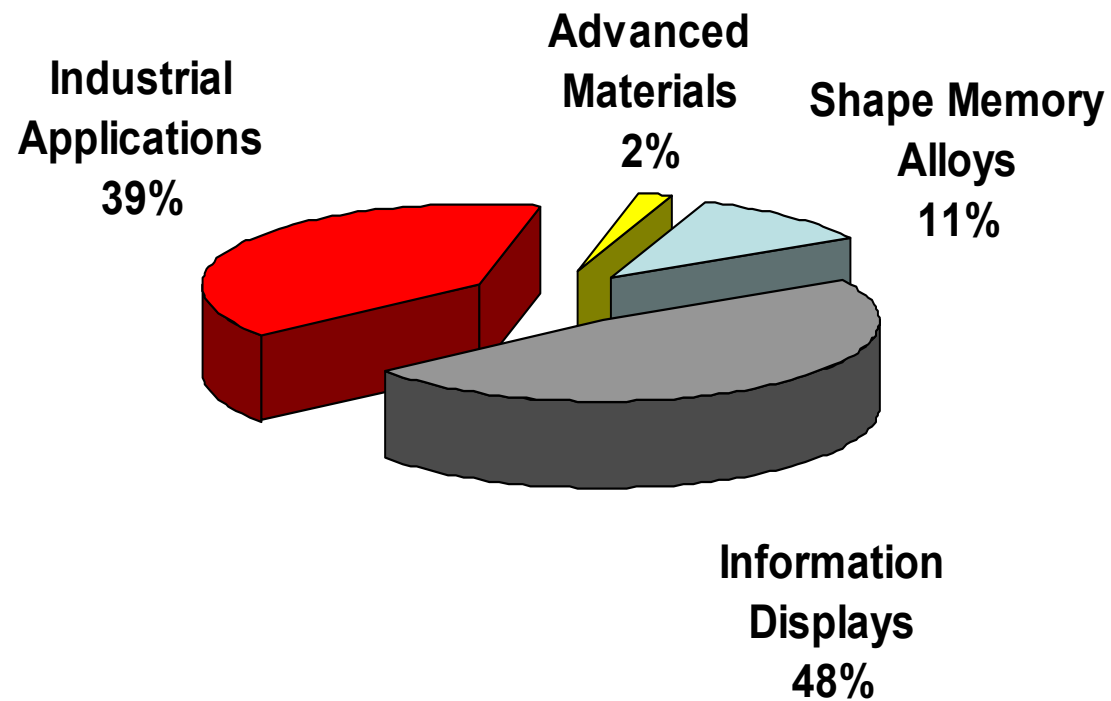 Industrial
Applications
39%
Advanced
Materials
2%
Shape Memory
Alloys
11%
Information
Displays
48%